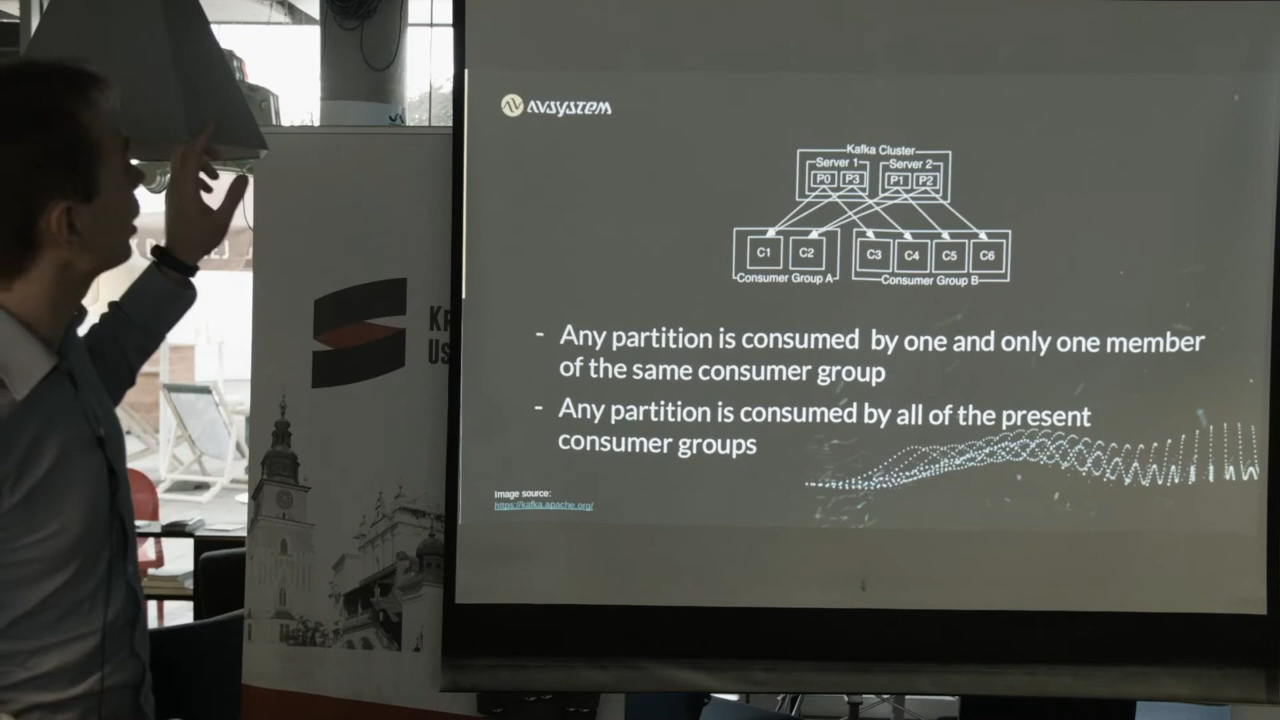 AVSYSTEM
Kafka Cluster
Server 1
Server 2
P0 P3 P1 P2
C1 C2 C3 C4 C5 C6
Consumer Group A
Consumer Group B
- Any partition is consumed by one and only one member
of the same consumer group
- Any partition is consumed by all of the present
consumer groups
Image source:
https://kafka.apache.org/